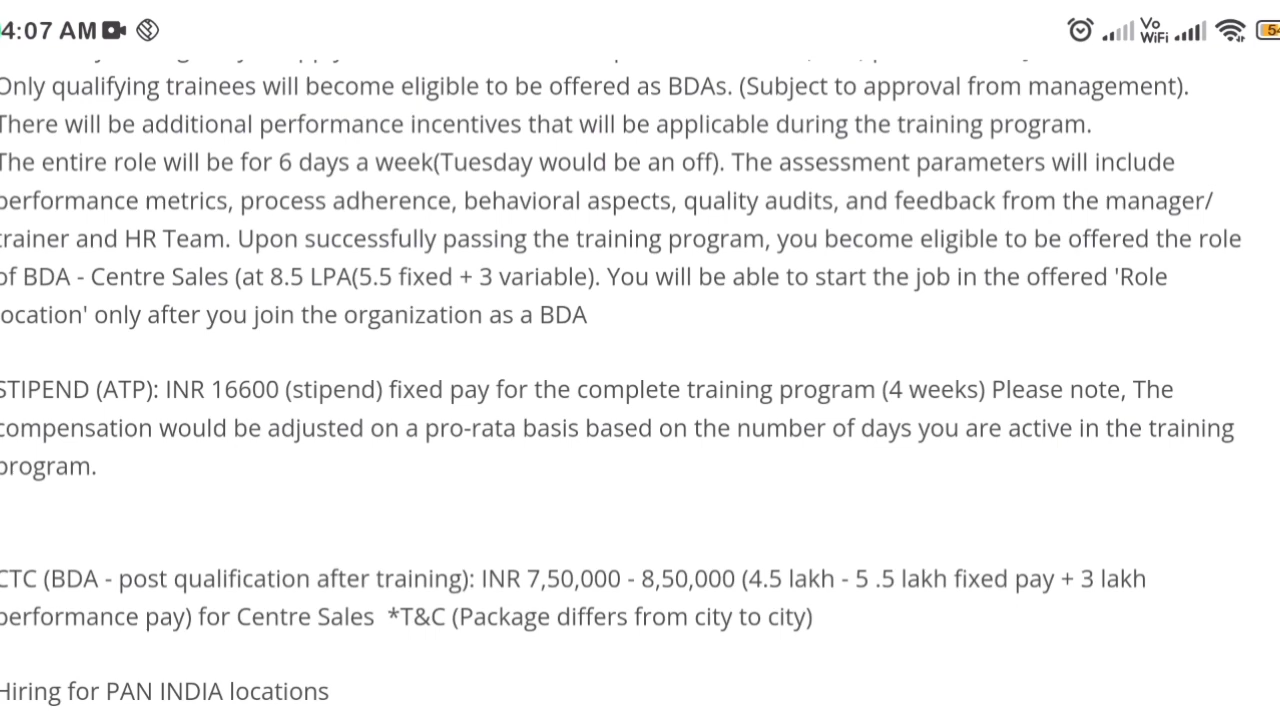 4:07 AM
Vo
WiFi
Only qualifying trainees will become eligible to be offered as BDAs. (Subject to approval from management).
There will be additional performance incentives that will be applicable during the training program.
The entire role will be for 6 days a week(Tuesday would be an off). The assessment parameters will include
performance metrics, process adherence, behavioral aspects, quality audits, and feedback from the manager/
trainer and HR Team. Upon successfully passing the training program, you become eligible to be offered the role
of BDA - Centre Sales (at 8.5 LPA(5.5 fixed + 3 variable). You will be able to start the job in the offered 'Role
location' only after you join the organization as a BDA
STIPEND (ATP): INR 16600 (stipend) fixed pay for the complete training program (4 weeks) Please note, The
compensation would be adjusted on a pro-rata basis based on the number of days you are active in the training
program.
CTC (BDA - post qualification after training): INR 7,50,000 - 8,50,000 (4.5 lakh - 5 .5 lakh fixed pay + 3 lakh
performance pay) for Centre Sales *T&C (Package differs from city to city)
Hiring for PAN INDIA locations